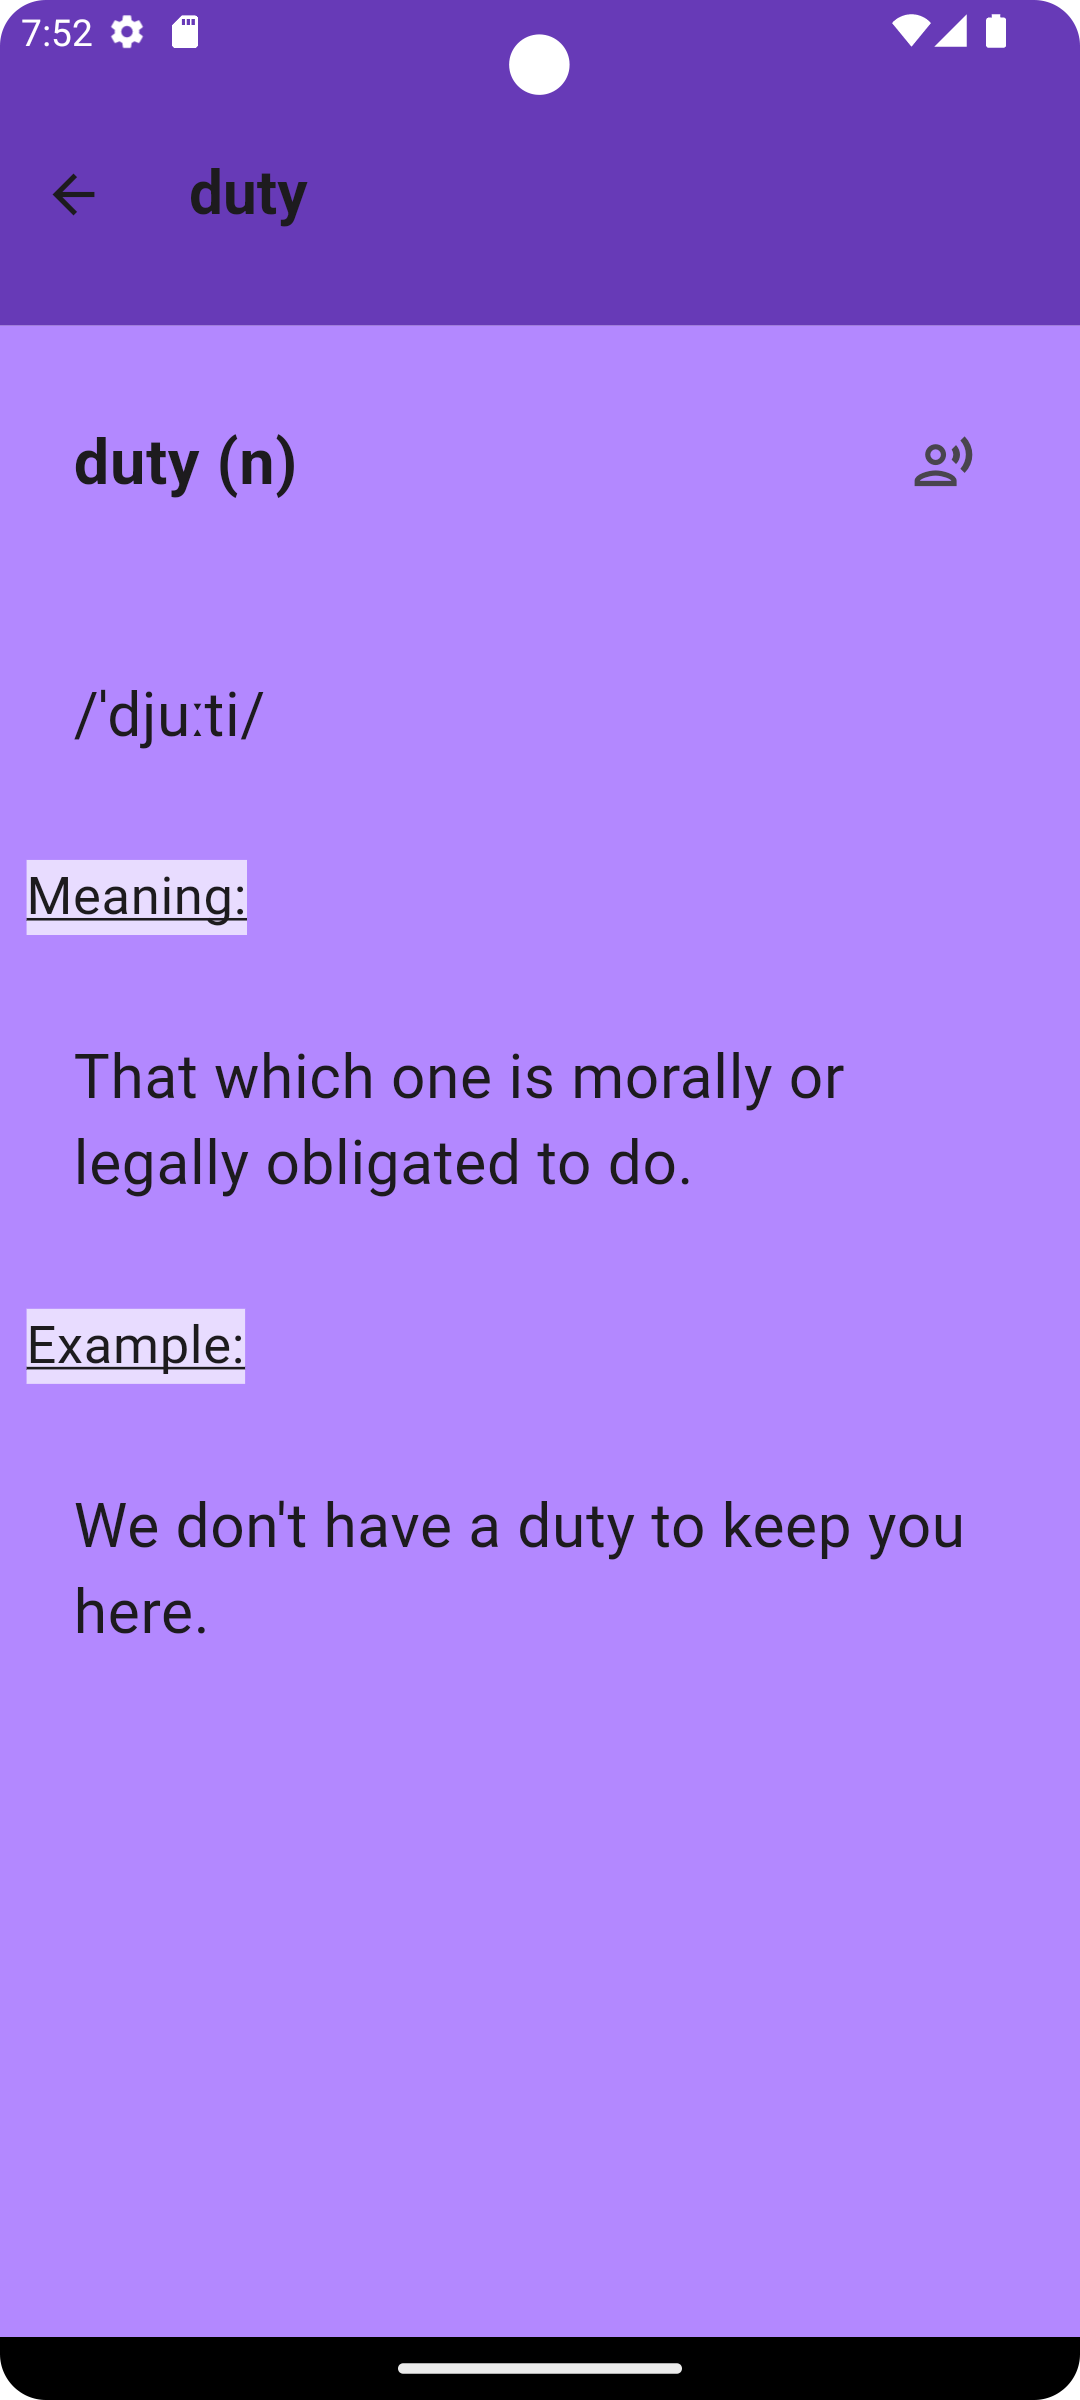 7:52
duty
duty (n)
/ˈdjuːti/
Meaning:
That which one is morally or
legally obligated to do.
Example:
We don't have a duty to keep you
here.